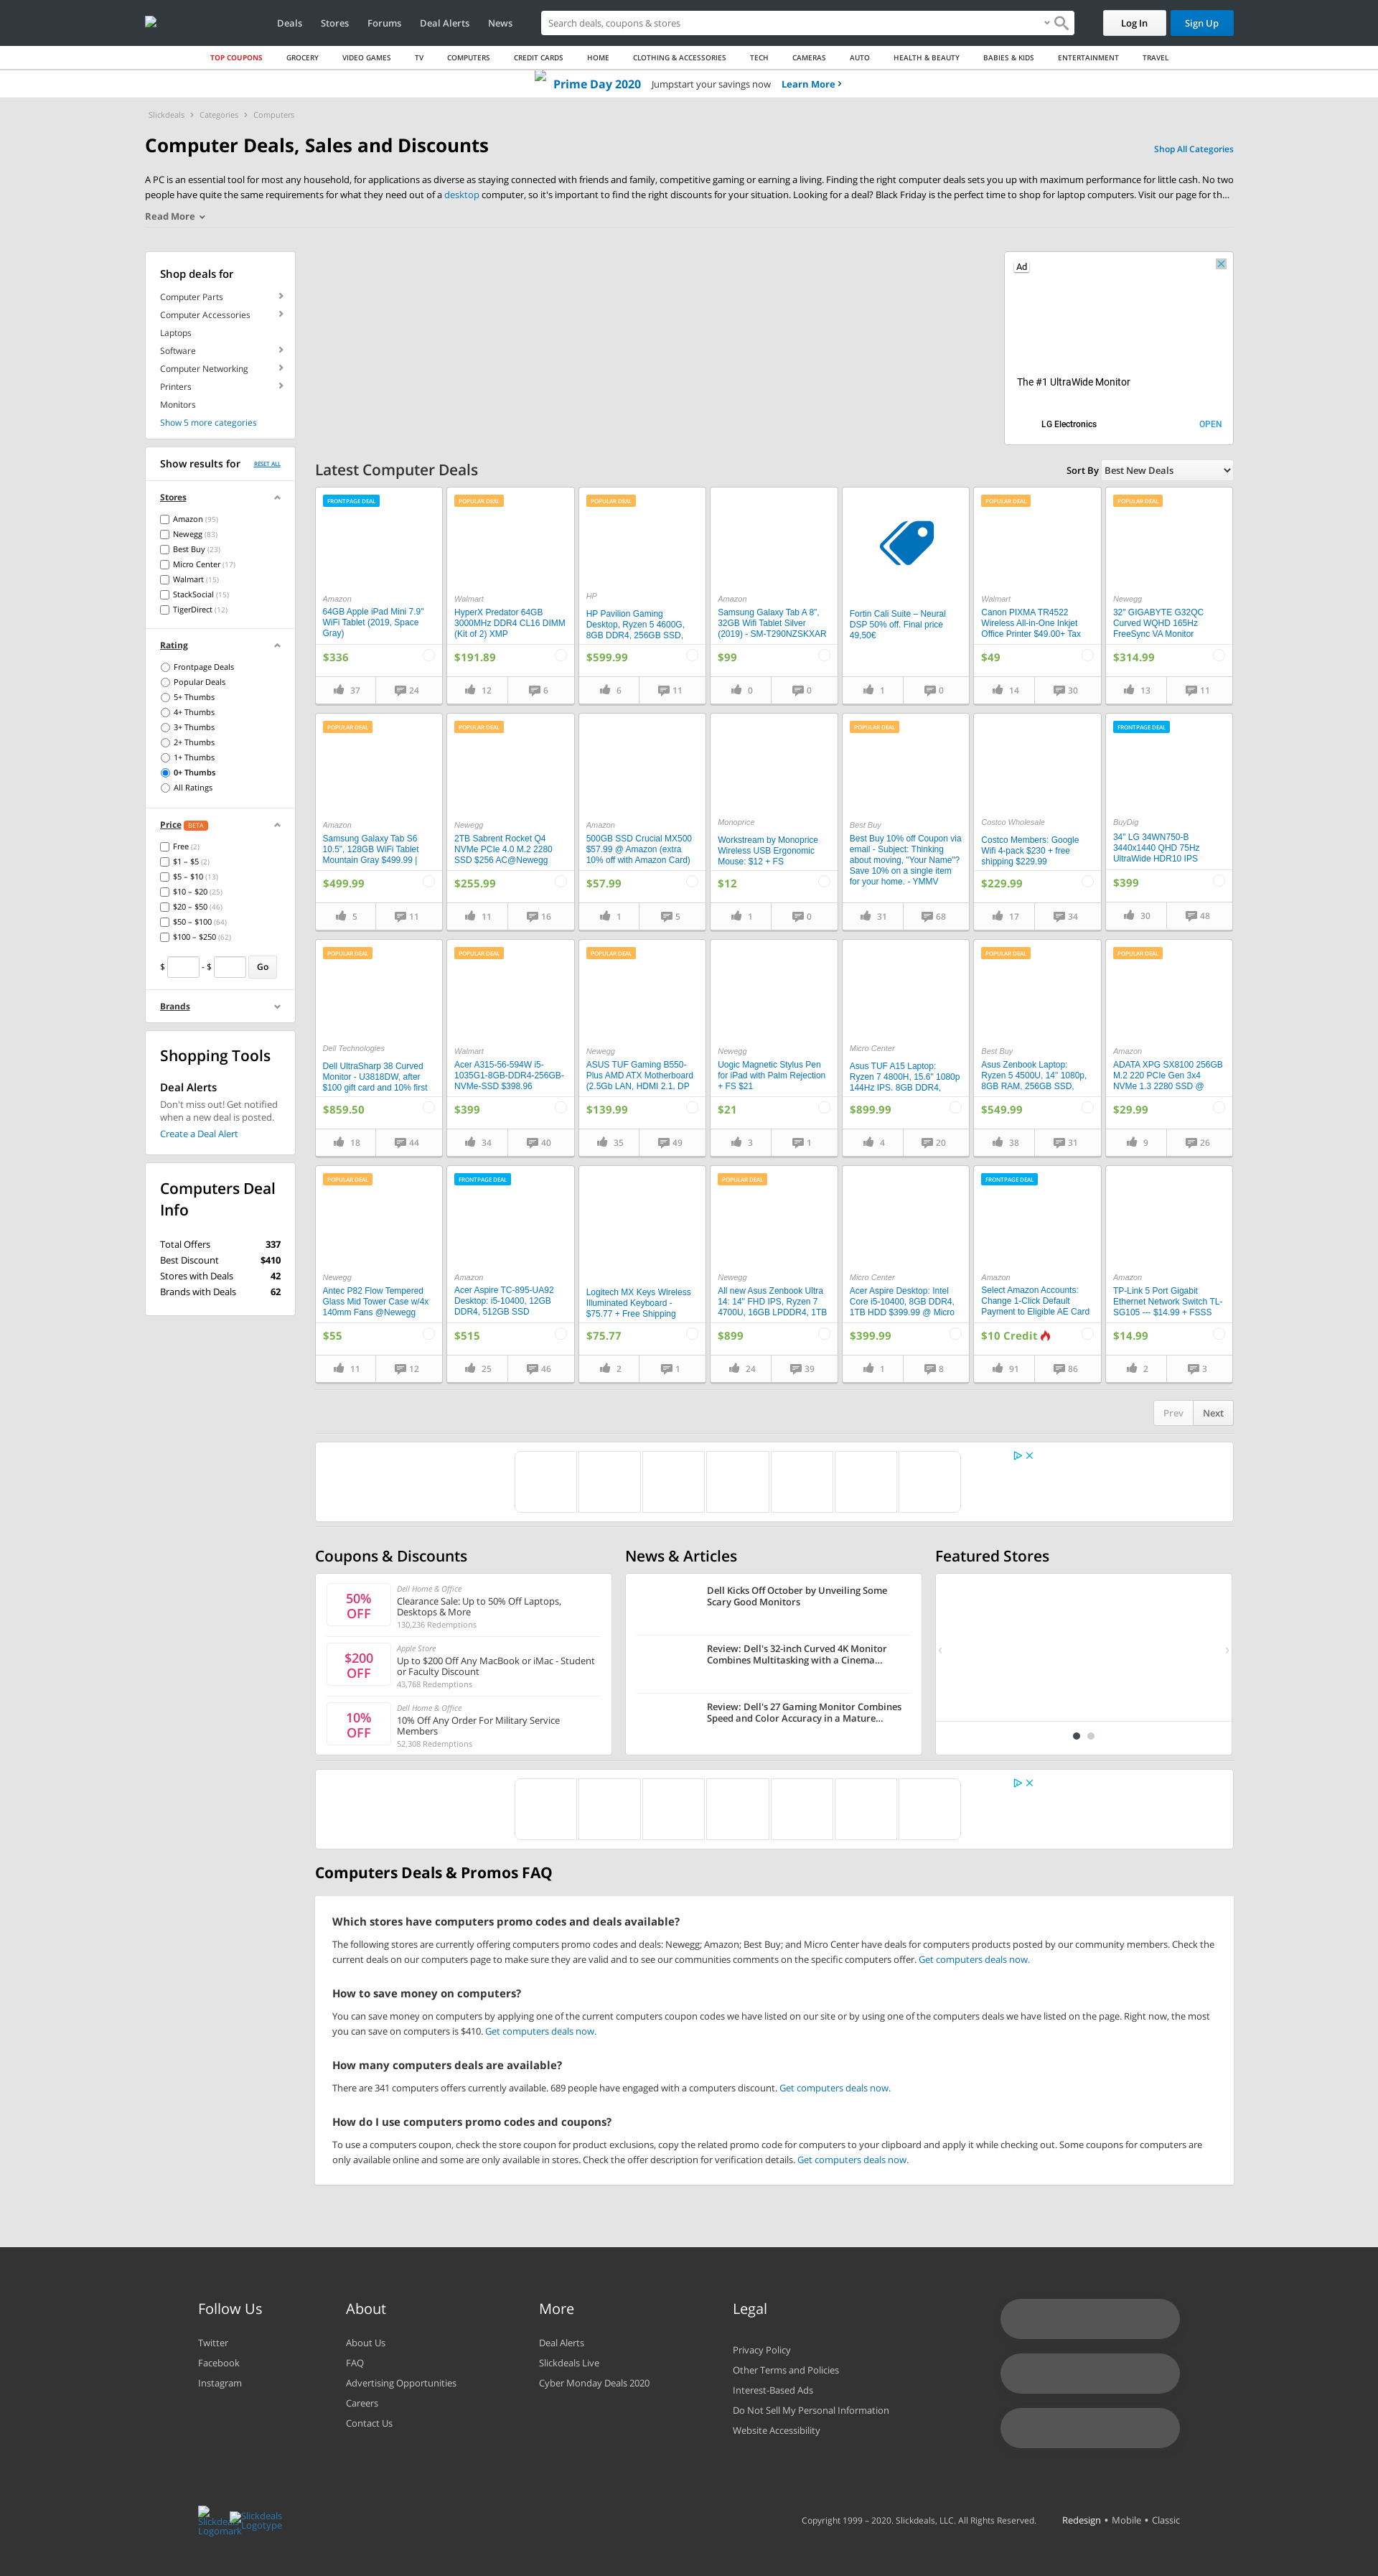 Deals Stores Forums Deal Alerts News
Search deals, coupons & stores
Log In
Sign Up
TOP COUPONS GROCERY VIDEO GAMES TV COMPUTERS CREDIT CARDS HOME CLOTHING & ACCESSORIES TECH CAMERAS AUTO HEALTH & BEAUTY BABIES & KIDS ENTERTAINMENT TRAVEL
Prime Day 2020 Jumpstart your savings now Learn More
Slickdeals Categories Computers
Computer Deals, Sales and Discounts
Shop All Categories
A PC is an essential tool for most any household, for applications as diverse as staying connected with friends and family, competitive gaming or earning a living. Finding the right computer deals sets you up with maximum performance for little cash. No two
people have quite the same requirements for what they need out of a desktop computer, so it's important to find the right discounts for your situation. Looking for a deal? Black Friday is the perfect time to shop for laptop computers. Visit our page for th...
Read More
Shop deals for
Computer Parts
Computer Accessories
Laptops
Software
Computer Networking
Printers
Monitors
Show 5 more categories
Ad
The #1 UltraWide Monitor
LG Electronics
OPEN
Show results for
RESET ALL
Stores
Amazon (95)
Newegg (83)
Best Buy (23)
Micro Center (17)
Walmart (15)
StackSocial (15)
TigerDirect (12)
Rating
Frontpage Deals
Popular Deals
5+ Thumbs
4+ Thumbs
3+ Thumbs
2+ Thumbs
1+ Thumbs
0+ Thumbs
All Ratings
Price BETA
Free (2)
$1 – $5 (2)
$5 – $10 (13)
$10 – $20 (25)
$20 – $50 (46)
$50 – $100 (64)
$100 – $250 (62)
$ - $ Go
Brands
Shopping Tools
Deal Alerts
Don't miss out! Get notified
when a new deal is posted.
Create a Deal Alert
Computers Deal
Info
Total Offers 337
Best Discount $410
Stores with Deals 42
Brands with Deals 62
Latest Computer Deals
Sort By Best New Deals
FRONTPAGE DEAL
Amazon
64GB Apple iPad Mini 7.9"
WiFi Tablet (2019, Space
Gray)
$336
37 24
POPULAR DEAL
Walmart
HyperX Predator 64GB
3000MHz DDR4 CL16 DIMM
(Kit of 2) XMP
$191.89
12 6
POPULAR DEAL
HP
HP Pavilion Gaming
Desktop, Ryzen 5 4600G,
8GB DDR4, 256GB SSD,
$599.99
6 11
Amazon
Samsung Galaxy Tab A 8",
32GB Wifi Tablet Silver
(2019) - SM-T290NZSKXAR
$99
0 0
Fortin Cali Suite – Neural
DSP 50% off. Final price
49,50€
1 0
POPULAR DEAL
Walmart
Canon PIXMA TR4522
Wireless All-in-One Inkjet
Office Printer $49.00+ Tax
$49
14 30
POPULAR DEAL
Newegg
32" GIGABYTE G32QC
Curved WQHD 165Hz
FreeSync VA Monitor
$314.99
13 11
POPULAR DEAL
Amazon
Samsung Galaxy Tab S6
10.5", 128GB WiFi Tablet
Mountain Gray $499.99 |
$499.99
5 11
POPULAR DEAL
Newegg
2TB Sabrent Rocket Q4
NVMe PCIe 4.0 M.2 2280
SSD $256 AC@Newegg
$255.99
11 16
Amazon
500GB SSD Crucial MX500
$57.99 @ Amazon (extra
10% off with Amazon Card)
$57.99
1 5
Monoprice
Workstream by Monoprice
Wireless USB Ergonomic
Mouse: $12 + FS
$12
1 0
POPULAR DEAL
Best Buy
Best Buy 10% off Coupon via
email - Subject: Thinking
about moving, "Your Name"?
Save 10% on a single item
for your home. - YMMV
31 68
Costco Wholesale
Costco Members: Google
Wifi 4-pack $230 + free
shipping $229.99
$229.99
17 34
FRONTPAGE DEAL
BuyDig
34" LG 34WN750-B
3440x1440 QHD 75Hz
UltraWide HDR10 IPS
$399
30 48
POPULAR DEAL
Dell Technologies
Dell UltraSharp 38 Curved
Monitor - U3818DW, after
$100 gift card and 10% first
$859.50
18 44
POPULAR DEAL
Walmart
Acer A315-56-594W i5-
1035G1-8GB-DDR4-256GB-
NVMe-SSD $398.96
$399
34 40
POPULAR DEAL
Newegg
ASUS TUF Gaming B550-
Plus AMD ATX Motherboard
(2.5Gb LAN, HDMI 2.1, DP
$139.99
35 49
Newegg
Uogic Magnetic Stylus Pen
for iPad with Palm Rejection
+ FS $21
$21
3 1
Micro Center
Asus TUF A15 Laptop:
Ryzen 7 4800H, 15.6" 1080p
144Hz IPS, 8GB DDR4,
$899.99
4 20
POPULAR DEAL
Best Buy
Asus Zenbook Laptop:
Ryzen 5 4500U, 14" 1080p,
8GB RAM, 256GB SSD,
$549.99
38 31
POPULAR DEAL
Amazon
ADATA XPG SX8100 256GB
M.2 220 PCIe Gen 3x4
NVMe 1.3 2280 SSD @
$29.99
9 26
POPULAR DEAL
Newegg
Antec P82 Flow Tempered
Glass Mid Tower Case w/4x
140mm Fans @Newegg
$55
11 12
FRONTPAGE DEAL
Amazon
Acer Aspire TC-895-UA92
Desktop: i5-10400, 12GB
DDR4, 512GB SSD
$515
25 46
Logitech MX Keys Wireless
Illuminated Keyboard -
$75.77 + Free Shipping
$75.77
2 1
POPULAR DEAL
Newegg
All new Asus Zenbook Ultra
14: 14" FHD IPS, Ryzen 7
4700U, 16GB LPDDR4, 1TB
$899
24 39
Micro Center
Acer Aspire Desktop: Intel
Core i5-10400, 8GB DDR4,
1TB HDD $399.99 @ Micro
$399.99
1 8
FRONTPAGE DEAL
Amazon
Select Amazon Accounts:
Change 1-Click Default
Payment to Eligible AE Card
$10 Credit
91 86
Amazon
TP-Link 5 Port Gigabit
Ethernet Network Switch TL-
SG105 --- $14.99 + FSSS
$14.99
2 3
Prev Next
Coupons & Discounts
50%
OFF
Dell Home & Office
Clearance Sale: Up to 50% Off Laptops,
Desktops & More
130,236 Redemptions
$200
OFF
Apple Store
Up to $200 Off Any MacBook or iMac - Student
or Faculty Discount
43,768 Redemptions
10%
OFF
Dell Home & Office
10% Off Any Order For Military Service
Members
52,308 Redemptions
News & Articles
Dell Kicks Off October by Unveiling Some
Scary Good Monitors
Review: Dell's 32-inch Curved 4K Monitor
Combines Multitasking with a Cinema...
Review: Dell's 27 Gaming Monitor Combines
Speed and Color Accuracy in a Mature...
Featured Stores
Computers Deals & Promos FAQ
Which stores have computers promo codes and deals available?
The following stores are currently offering computers promo codes and deals: Newegg; Amazon; Best Buy; and Micro Center have deals for computers products posted by our community members. Check the
current deals on our computers page to make sure they are valid and to see our communities comments on the specific computers offer. Get computers deals now.
How to save money on computers?
You can save money on computers by applying one of the current computers coupon codes we have listed on our site or by using one of the computers deals we have listed on the page. Right now, the most
you can save on computers is $410. Get computers deals now.
How many computers deals are available?
There are 341 computers offers currently available. 689 people have engaged with a computers discount. Get computers deals now.
How do I use computers promo codes and coupons?
To use a computers coupon, check the store coupon for product exclusions, copy the related promo code for computers to your clipboard and apply it while checking out. Some coupons for computers are
only available online and some are only available in stores. Check the offer description for verification details. Get computers deals now.
Follow Us
Twitter
Facebook
Instagram
About
About Us
FAQ
Advertising Opportunities
Careers
Contact Us
More
Deal Alerts
Slickdeals Live
Cyber Monday Deals 2020
Legal
Privacy Policy
Other Terms and Policies
Interest-Based Ads
Do Not Sell My Personal Information
Website Accessibility
Slickdeals
Logomark
Slickdeals
Logotype
Copyright 1999 – 2020. Slickdeals, LLC. All Rights Reserved.
Redesign • Mobile • Classic